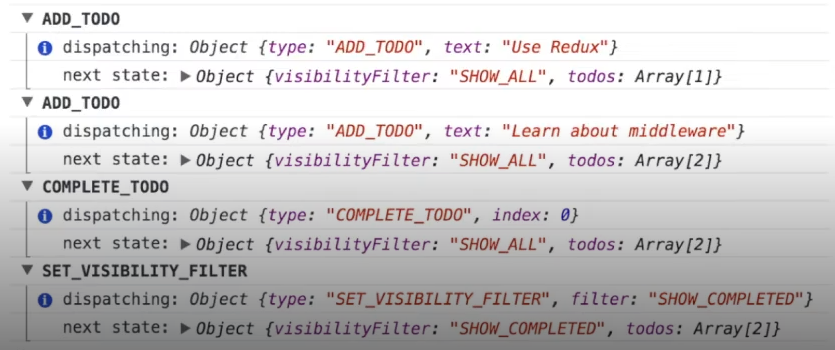 ▼ ADD_TODO
dispatching: Object {type: "ADD_TODO", text: "Use Redux"}
next state: ▶ Object {visibilityFilter: "SHOW_ALL", todos: Array[1]}
▼ ADD_TODO
dispatching: Object {type: "ADD_TODO", text: "Learn about middleware"}
next state: ▶ Object {visibilityFilter: "SHOW_ALL", todos: Array[2]}
▼ COMPLETE_TODO
dispatching: Object {type: "COMPLETE_TODO", index: 0}
next state: ▶ Object {visibilityFilter: "SHOW_ALL", todos: Array[2]}
▼ SET_VISIBILITY_FILTER
dispatching: Object {type: "SET_VISIBILITY_FILTER", filter: "SHOW_COMPLETED"}
next state: ▶ Object {visibilityFilter: "SHOW_COMPLETED", todos: Array[2]}